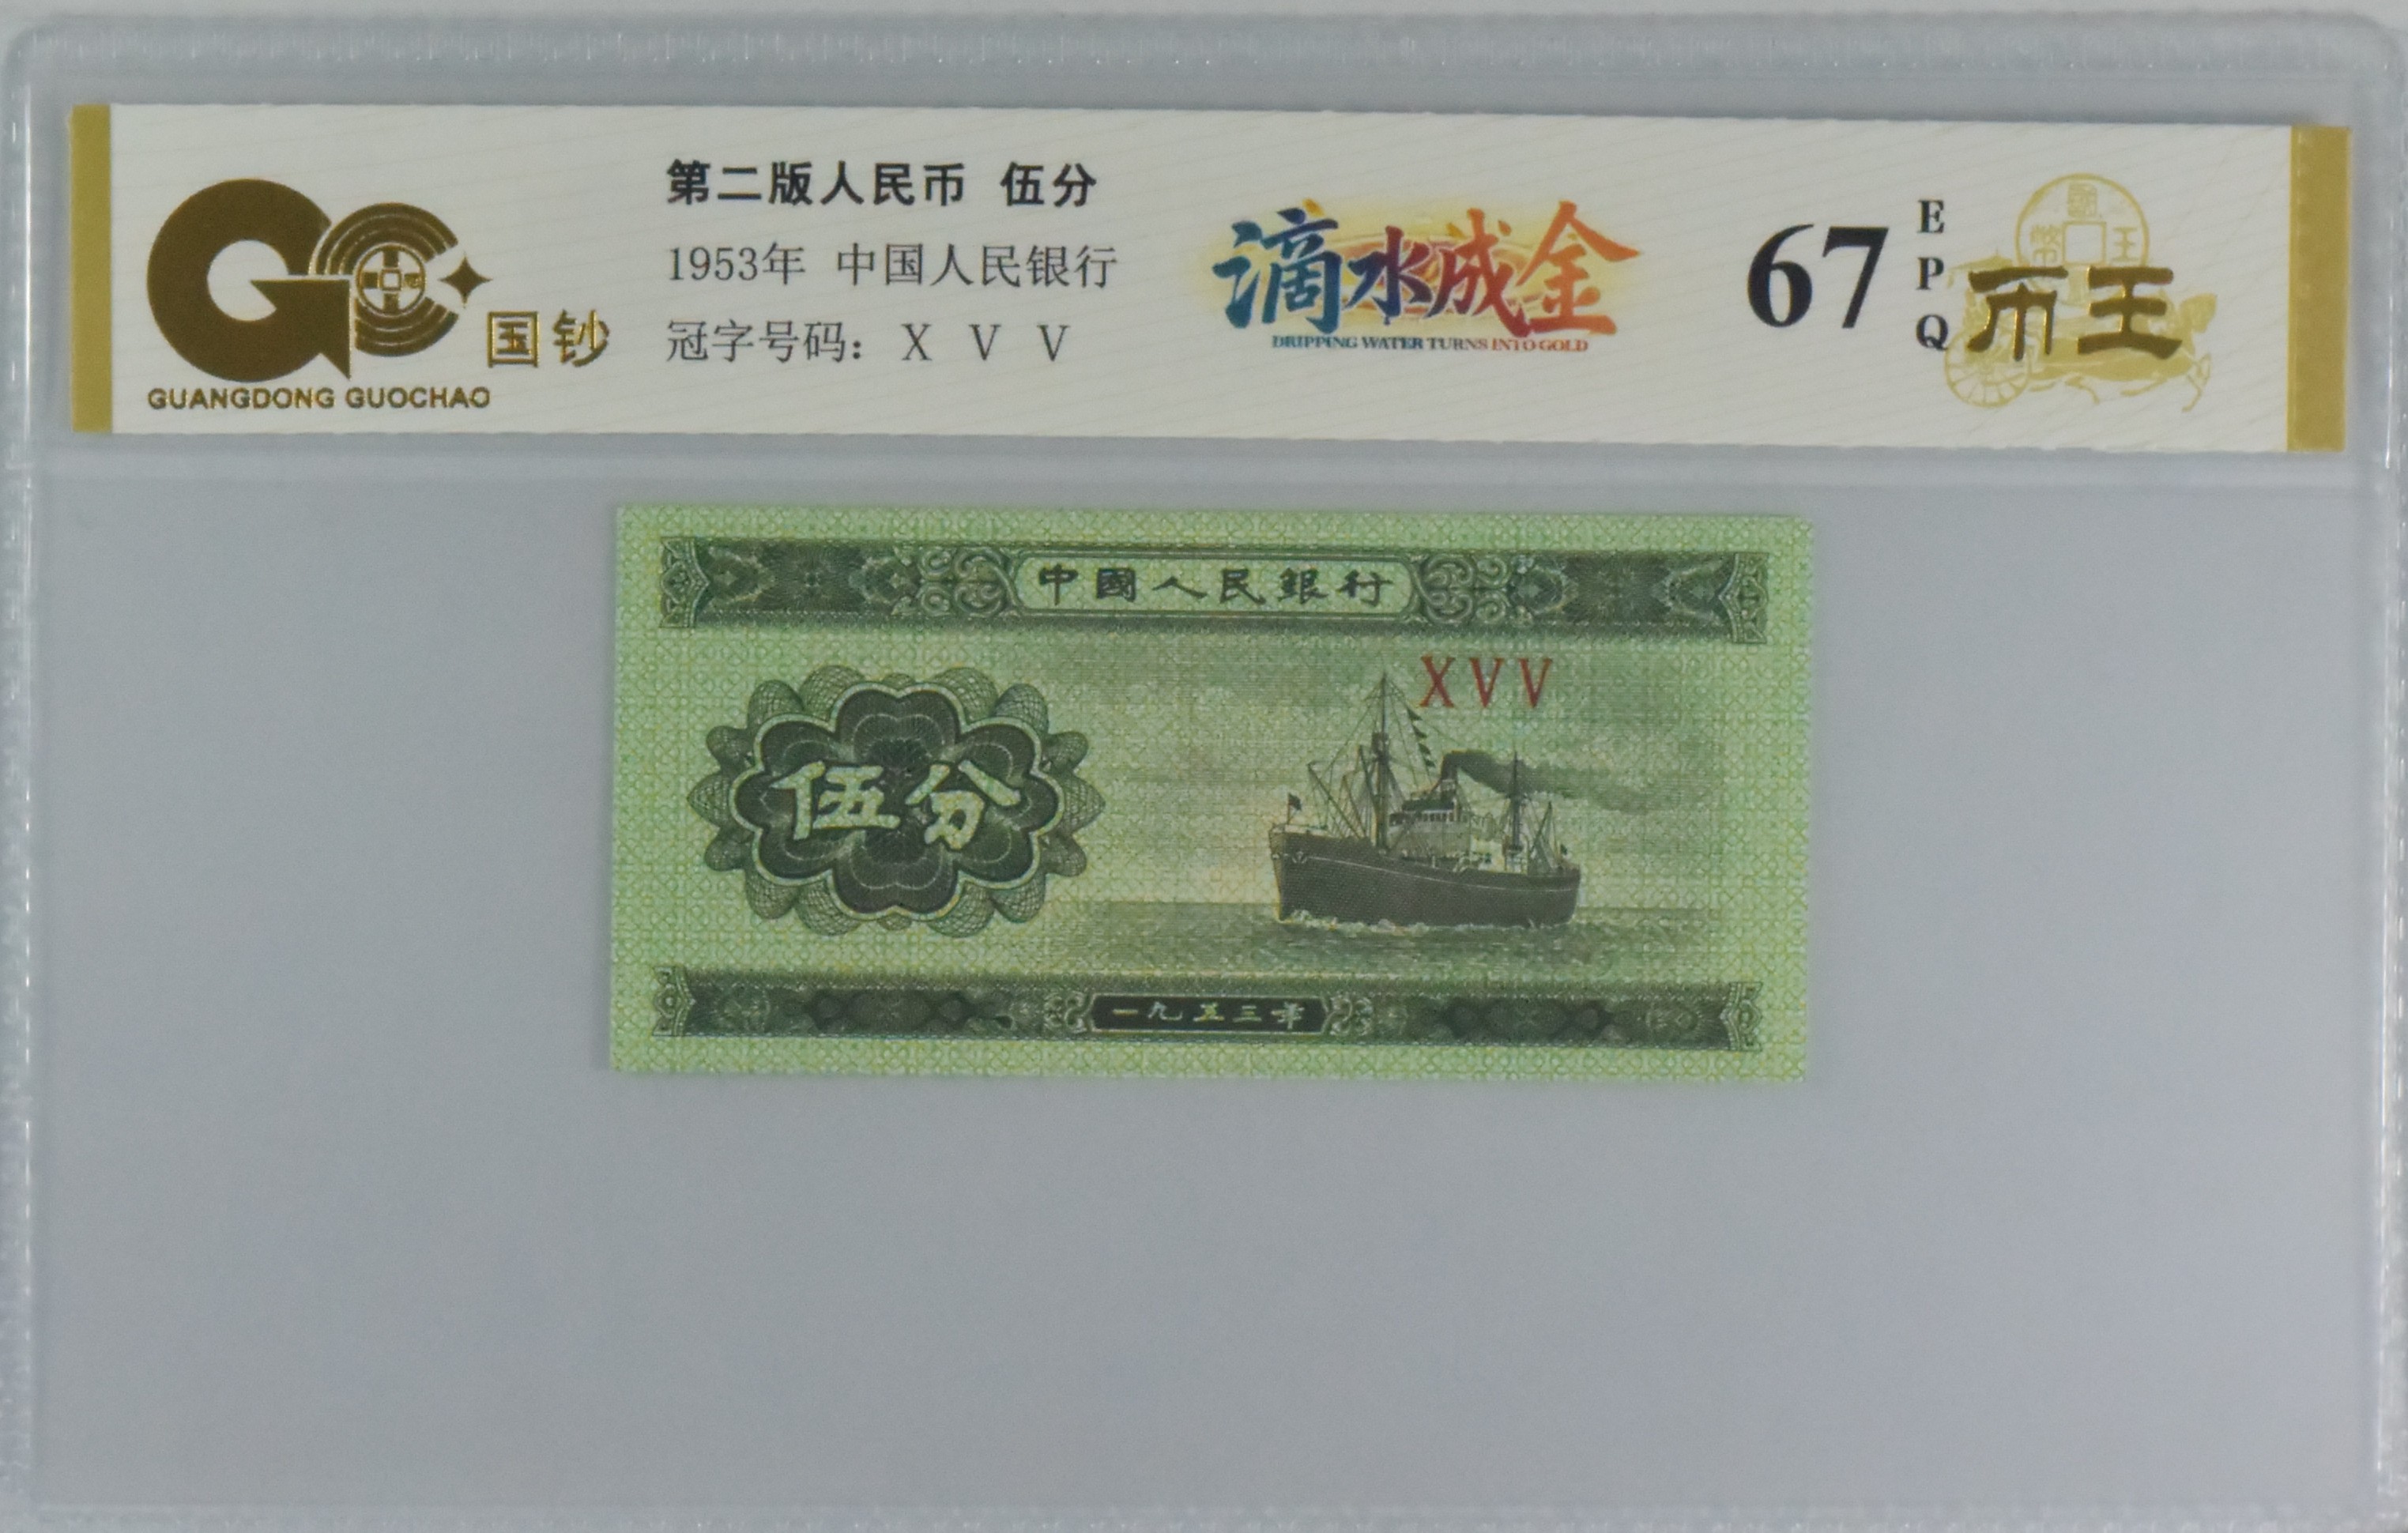 国钞
GUANGDONG GUOCHAO
第二版人民币 伍分
1953年 中国人民银行
冠字号码：X V V
滴水成金
DRIPPING WATER TURNS INTO GOLD
67
E
P
Q
幣王
币王
中國人民銀行
XVV
伍分
一九五三年